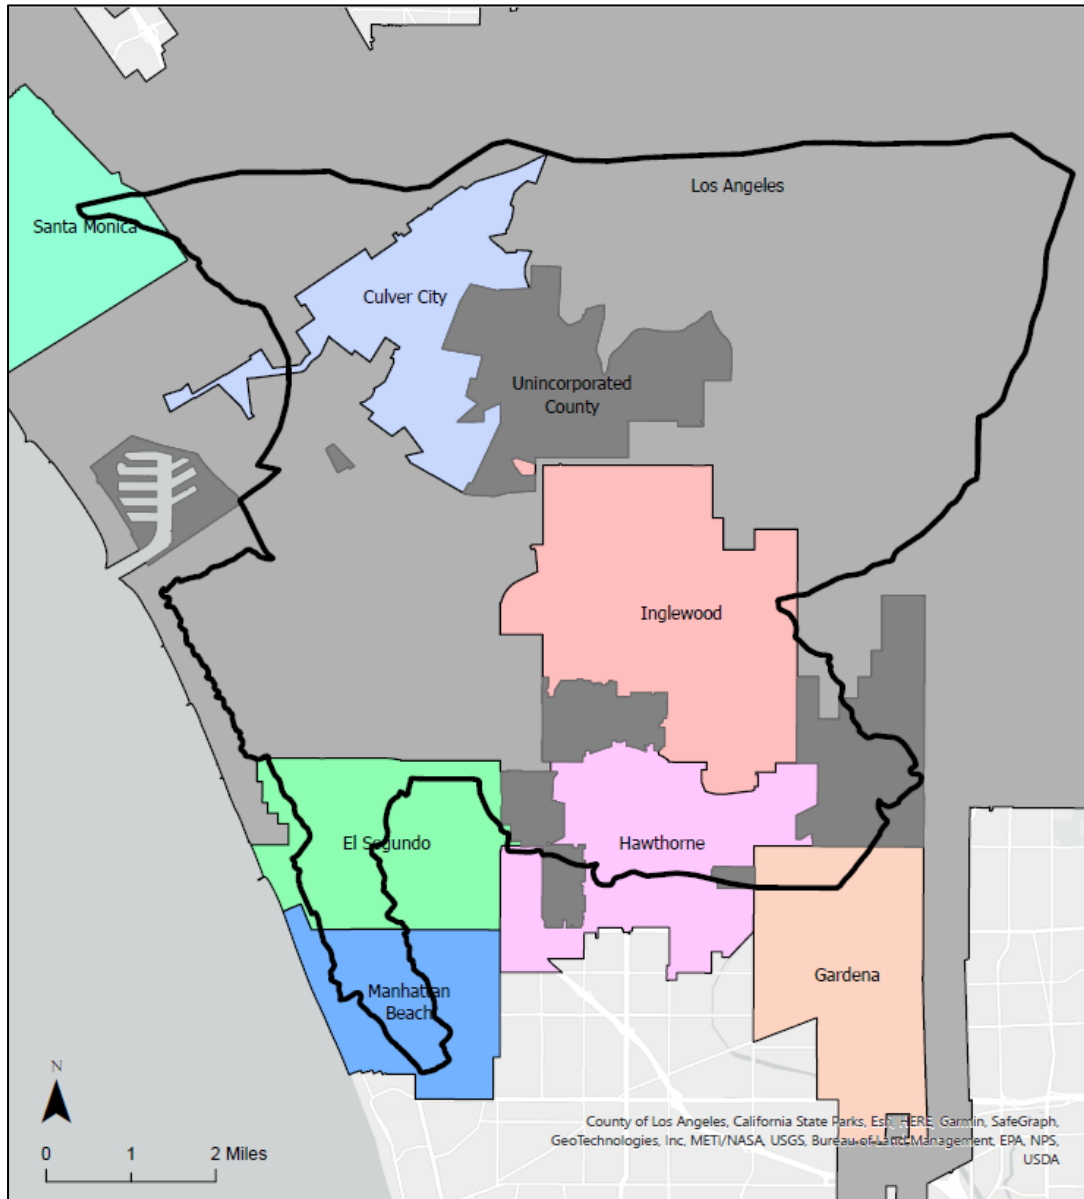 Los Angeles
Santa Monica
Culver City
Unincorporated
County
Inglewood
El Segundo
Hawthorne
Gardena
Manhattan
Beach
N
0 1 2 Miles
County of Los Angeles, California State Parks, Esri, HERE, Garmin, SafeGraph,
GeoTechnologies, Inc, METI/NASA, USGS, Bureau of Land Management, EPA, NPS,
USDA